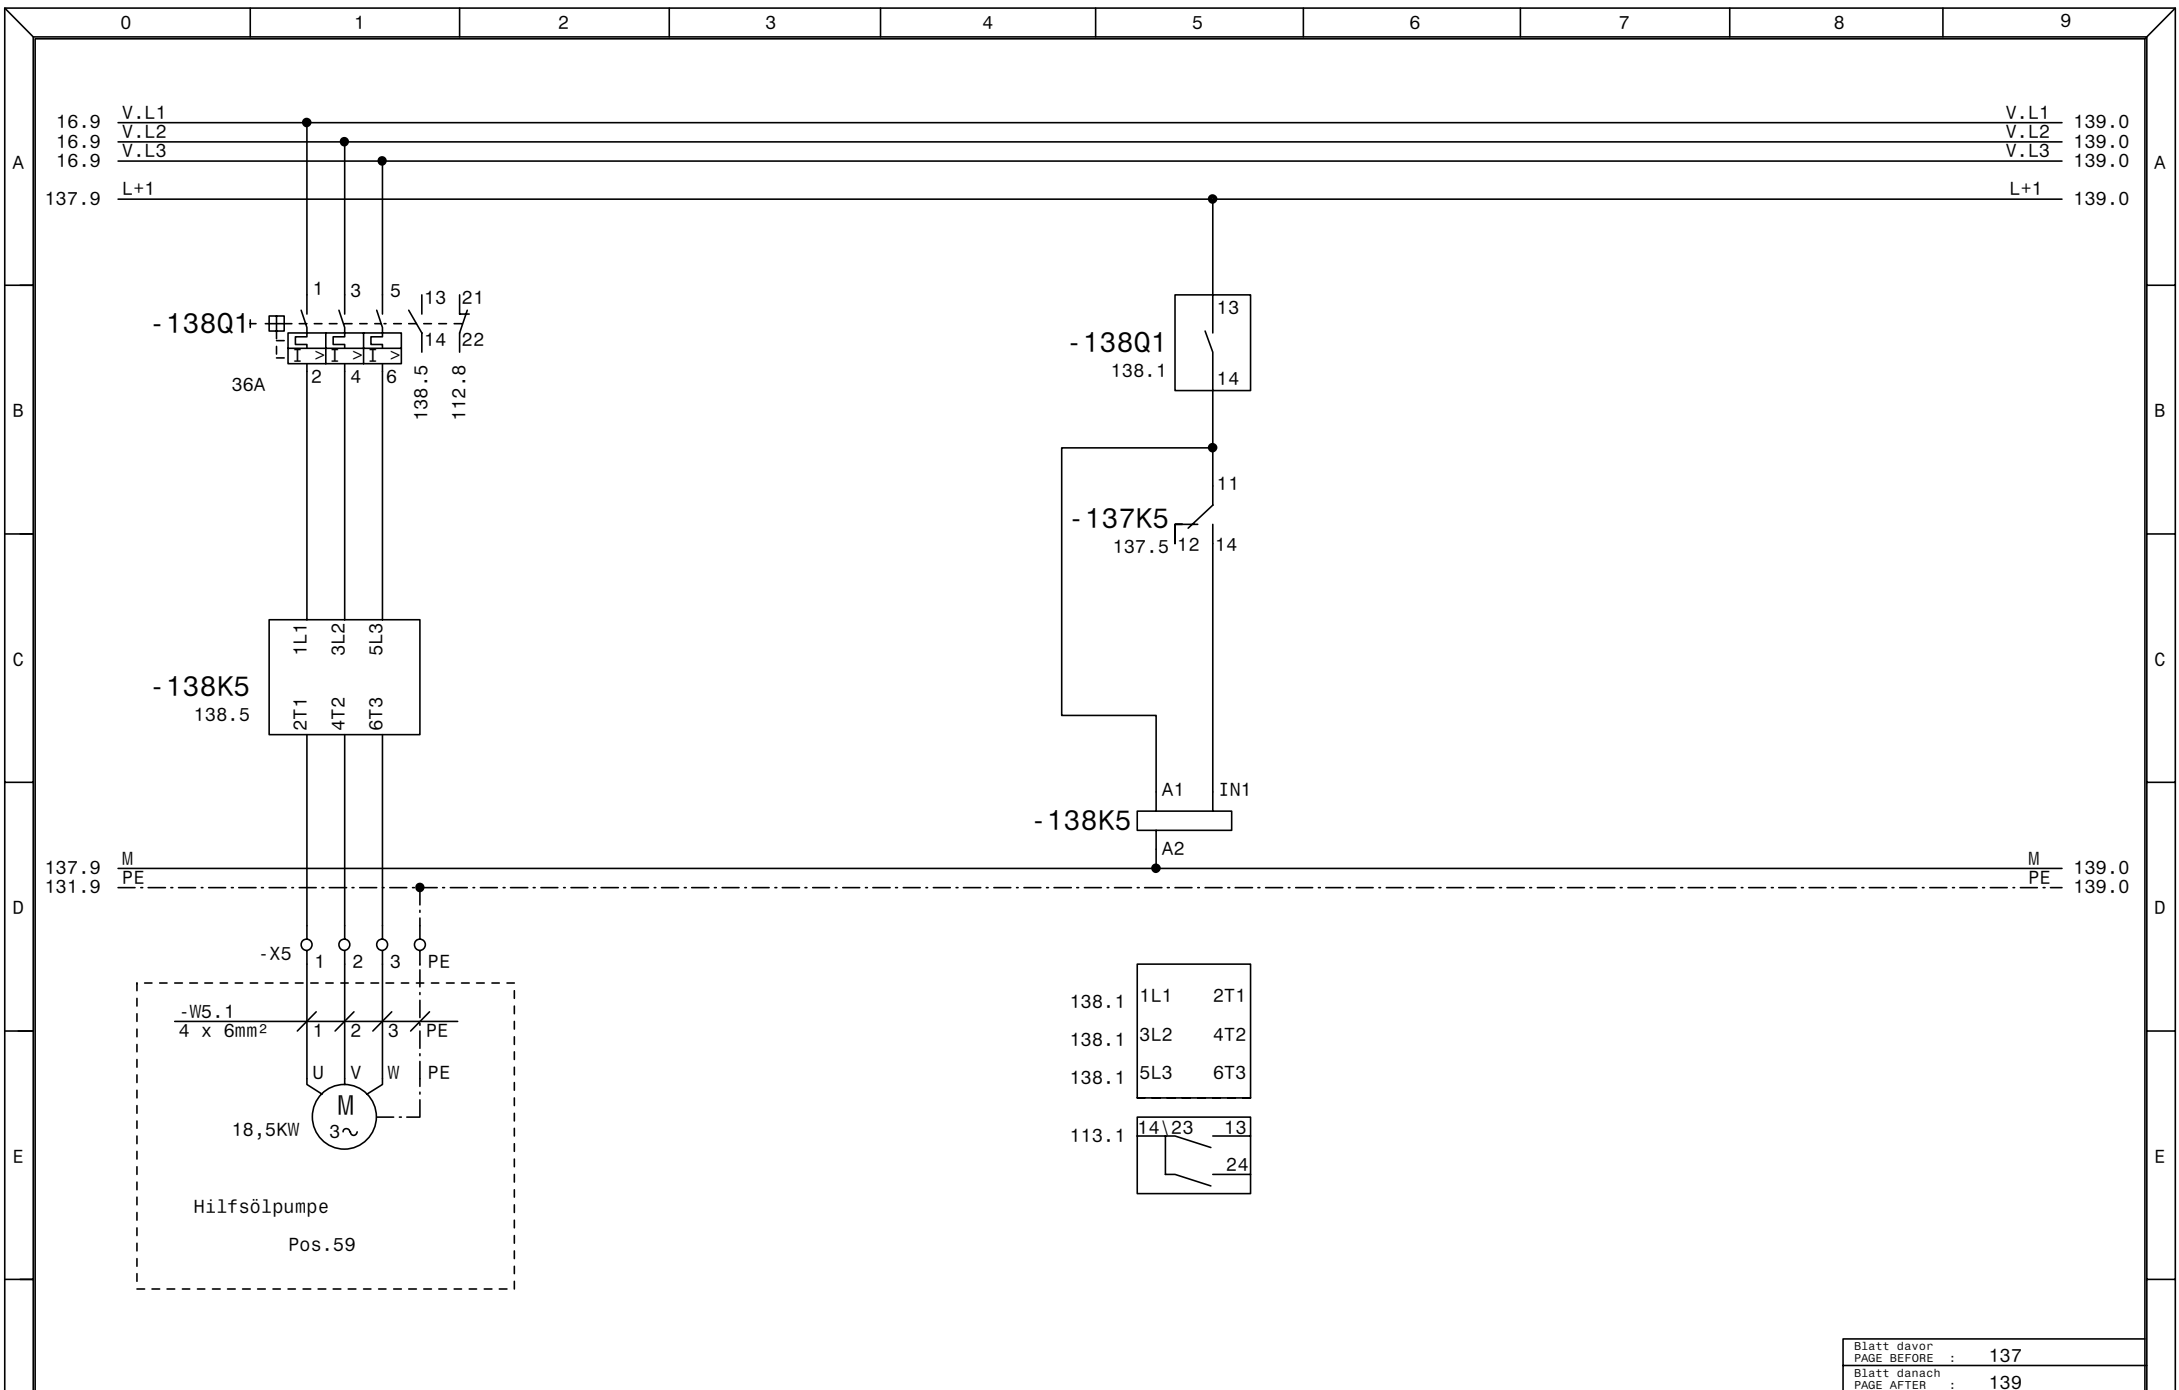 0 1 2 3 4 5 6 7 8 9
V.L1 V.L1
16.9 139.0
V.L2 V.L2
16.9 139.0
V.L3 V.L3
16.9 139.0
A A
L+1 L+1
137.9 139.0
1 3 5 13 21
13
-138Q1
I > I > I > 14 22
-138Q1
138.1
2 4 6
36A
138.5 112.8
14
B B
11
-137K5
137.5 12 14
1L1 3L2 5L3
C C
-138K5
138.5
2T1 4T2 6T3
A1 IN1
-138K5
A2
M M
137.9 139.0
PE PE
131.9 139.0
D D
-X5 1 2 3 PE
-W5.1
4 x 6mm² 1 2 3 PE
138.1 1L1 2T1
138.1 3L2 4T2
138.1 5L3 6T3
U V W PE
M
3~
18,5KW
113.1 14\23 13
24
E E
Hilfsölpumpe
Pos.59
Blatt davor
PAGE BEFORE : 137
Blatt danach
PAGE AFTER : 139